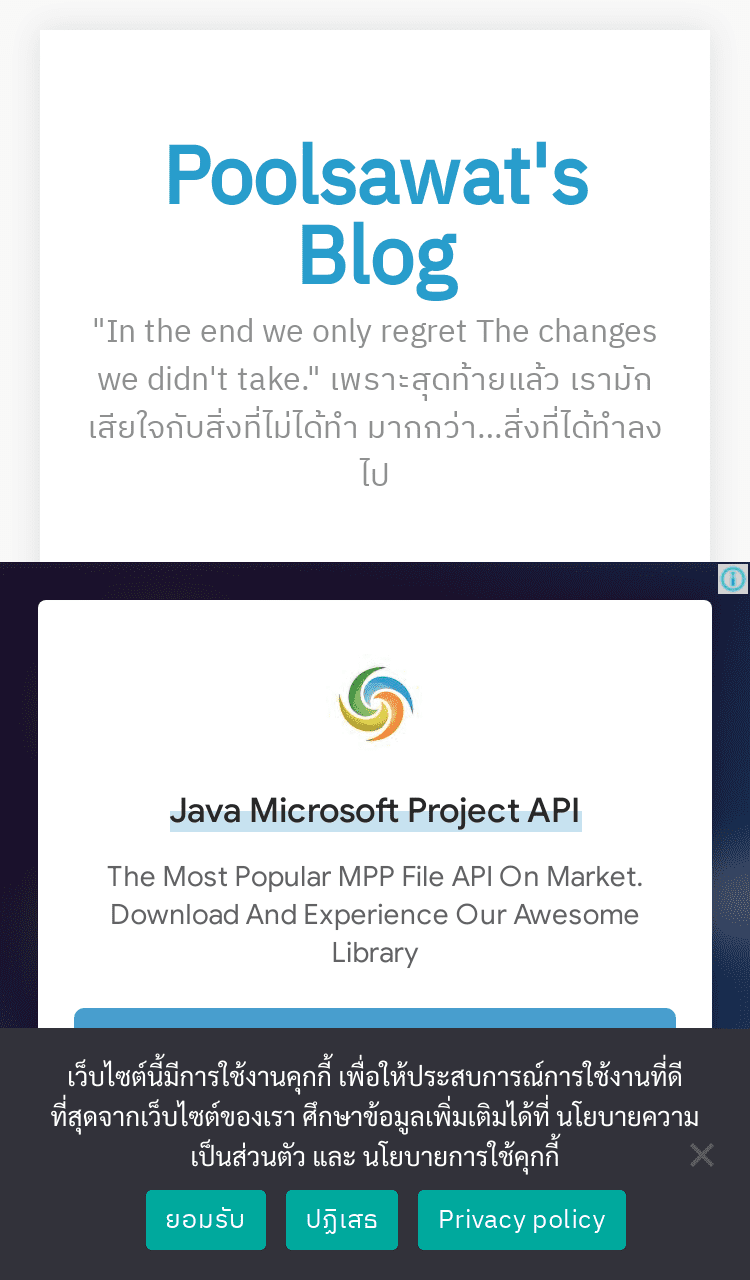 Poolsawat's
Blog
"In the end we only regret The changes
we didn't take." เพราะสุดท้ายแล้ว เรามัก
เสียใจกับสิ่งที่ไม่ได้ทำ มากกว่า...สิ่งที่ได้ทำลง
ไป
Java Microsoft Project API
The Most Popular MPP File API On Market.
Download And Experience Our Awesome
Library
เว็บไซต์นี้มีการใช้งานคุกกี้ เพื่อให้ประสบการณ์การใช้งานที่ดี
ที่สุดจากเว็บไซต์ของเรา ศึกษาข้อมูลเพิ่มเติมได้ที่ นโยบายความ
เป็นส่วนตัว และ นโยบายการใช้คุกกี้
ยอมรับ ปฏิเสธ Privacy policy